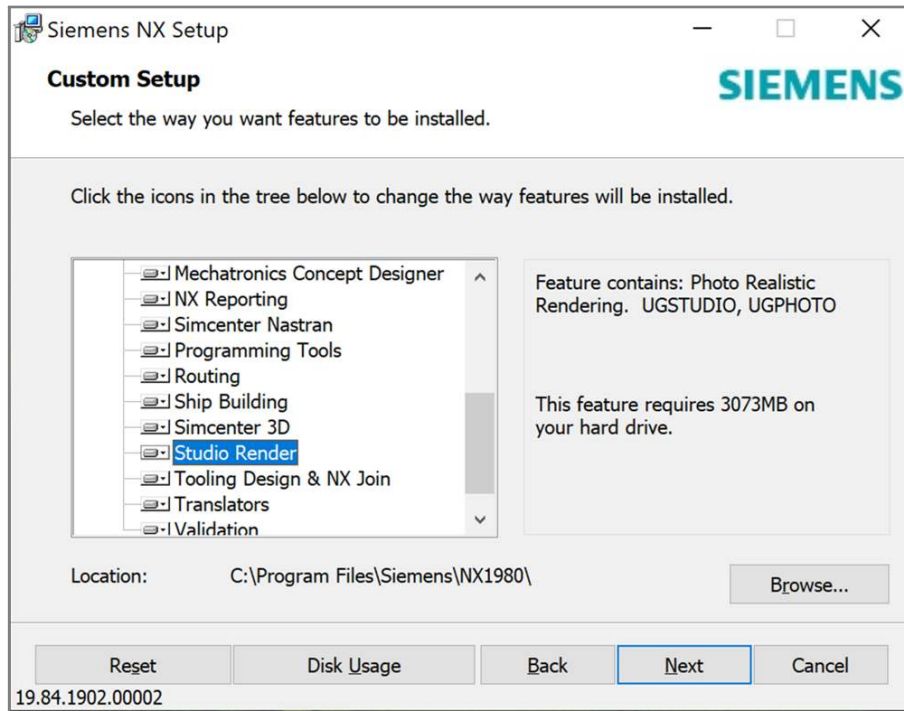 Siemens NX Setup
Custom Setup
SIEMENS
Select the way you want features to be installed.
Click the icons in the tree below to change the way features will be installed.
Mechatronics Concept Designer
NX Reporting
Simcenter Nastran
Programming Tools
Routing
Ship Building
Simcenter 3D
Studio Render
Tooling Design & NX Join
Translators
Validation
Feature contains: Photo Realistic
Rendering.  UGSTUDIO, UGPHOTO
This feature requires 3073MB on
your hard drive.
Location: C:\Program Files\Siemens\NX1980\
Browse...
Reset Disk Usage Back Next Cancel
19.84.1902.00002